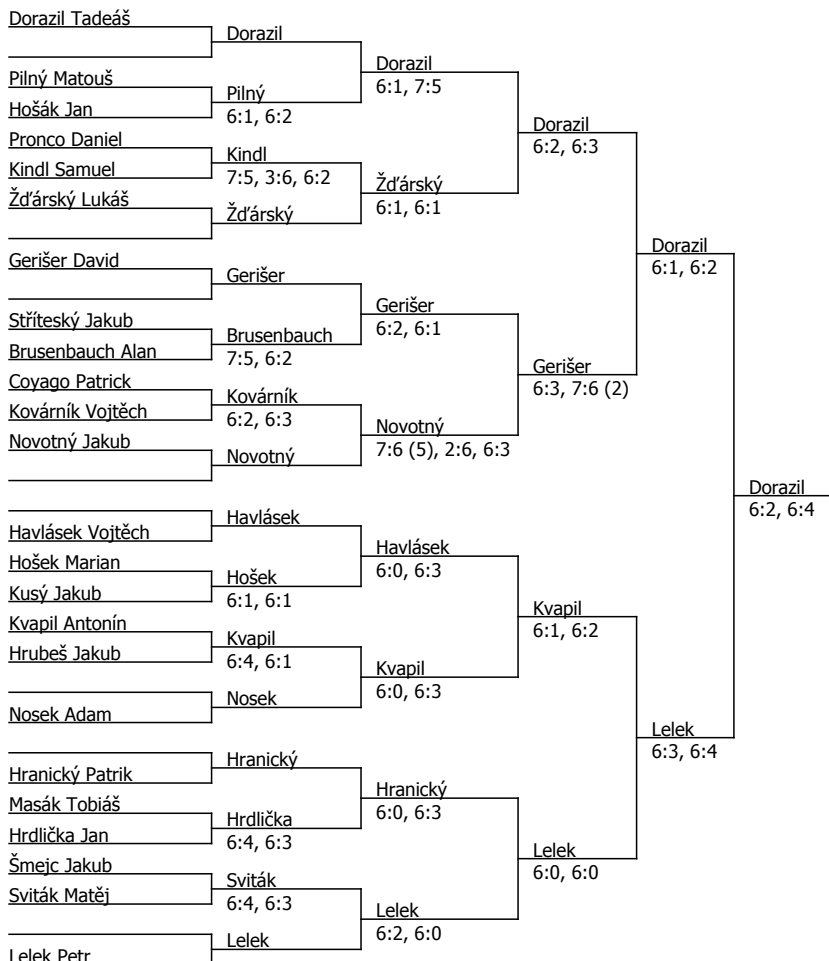 Dorazil Tadeáš
Pilný Matouš
Hošák Jan
Pronco Daniel
Kindl Samuel
Žďárský Lukáš
Gerišer David
Stříteský Jakub
Brusenbauch Alan
Coyago Patrick
Kovárník Vojtěch
Novotný Jakub
Havlásek Vojtěch
Hošek Marian
Kusý Jakub
Kvapil Antonín
Hrubeš Jakub
Nosek Adam
Hranický Patrik
Masák Tobiáš
Hrdlička Jan
Šmejc Jakub
Sviták Matěj
Lelek Petr
Dorazil
Pilný
6:1, 6:2
Kindl
7:5, 3:6, 6:2
Žďárský
Gerišer
Brusenbauch
7:5, 6:2
Kovárník
6:2, 6:3
Novotný
Havlásek
Hošek
6:1, 6:1
Kvapil
6:4, 6:1
Nosek
Hranický
Hrdlička
6:4, 6:3
Sviták
6:4, 6:3
Lelek
Dorazil
6:1, 7:5
Žďárský
6:1, 6:1
Gerišer
6:2, 6:1
Novotný
7:6 (5), 2:6, 6:3
Havlásek
6:0, 6:3
Kvapil
6:0, 6:3
Hranický
6:0, 6:3
Lelek
6:2, 6:0
Dorazil
6:2, 6:3
Gerišer
6:3, 7:6 (2)
Kvapil
6:1, 6:2
Lelek
6:0, 6:0
Dorazil
6:1, 6:2
Lelek
6:3, 6:4
Dorazil
6:2, 6:4